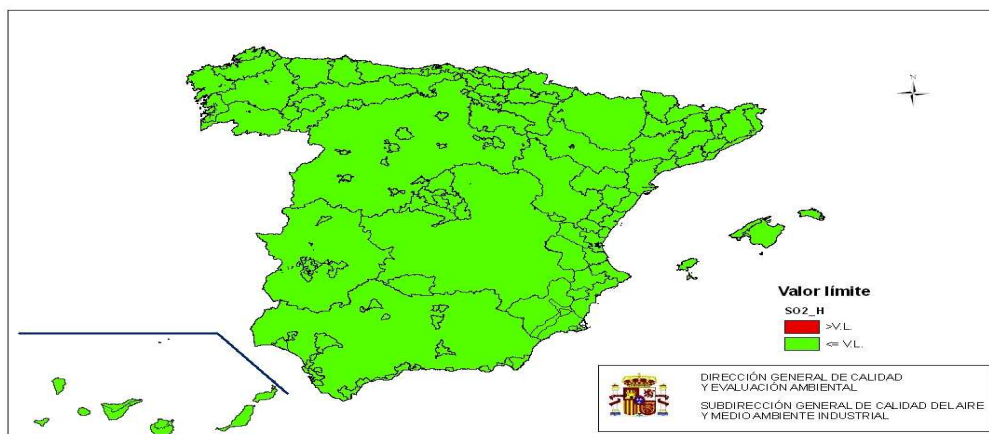 N
Valor límite
SO2_H
>V.L.
<= V.L.
DIRECCIÓN GENERAL DE CALIDAD
Y EVALUACIÓN AMBIENTAL
SUBDIRECCIÓN GENERAL DE CALIDAD DEL AIRE
Y MEDIO AMBIENTE INDUSTRIAL